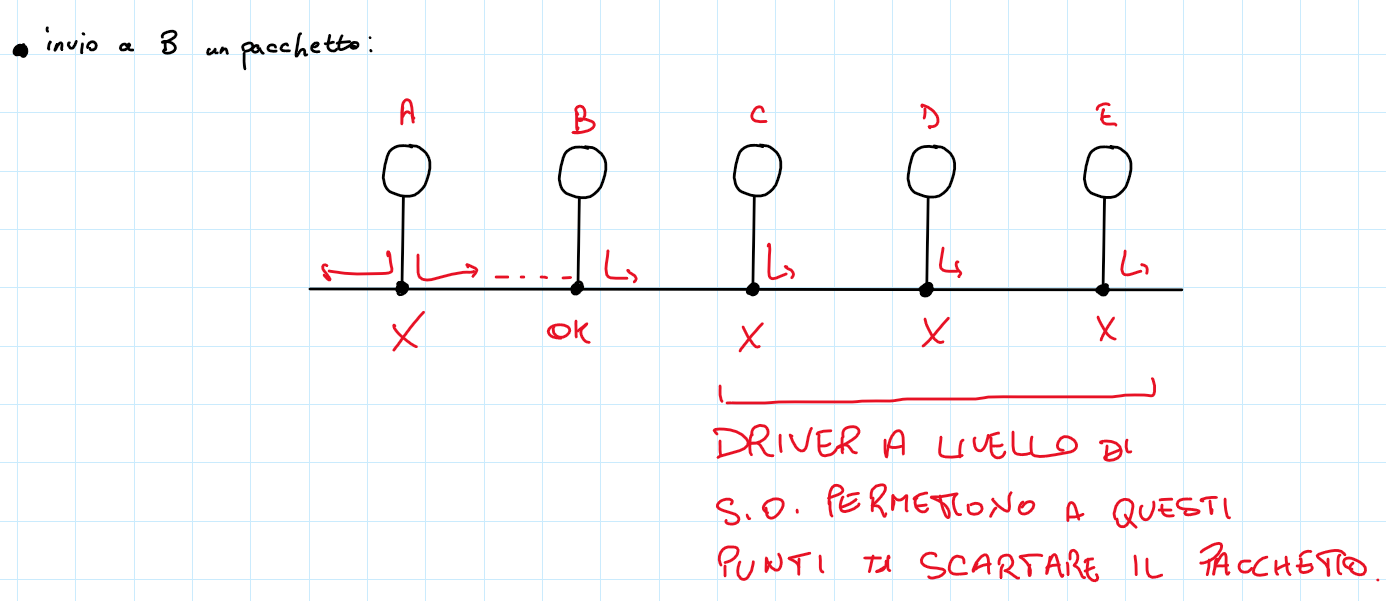 • invio a B un pacchetto:
A B C D E
X OK X X X
DRIVER A LIVELLO DI
S.O. PERMETTONO A QUESTI
PUNTI DI SCARTARE IL PACCHETTO.